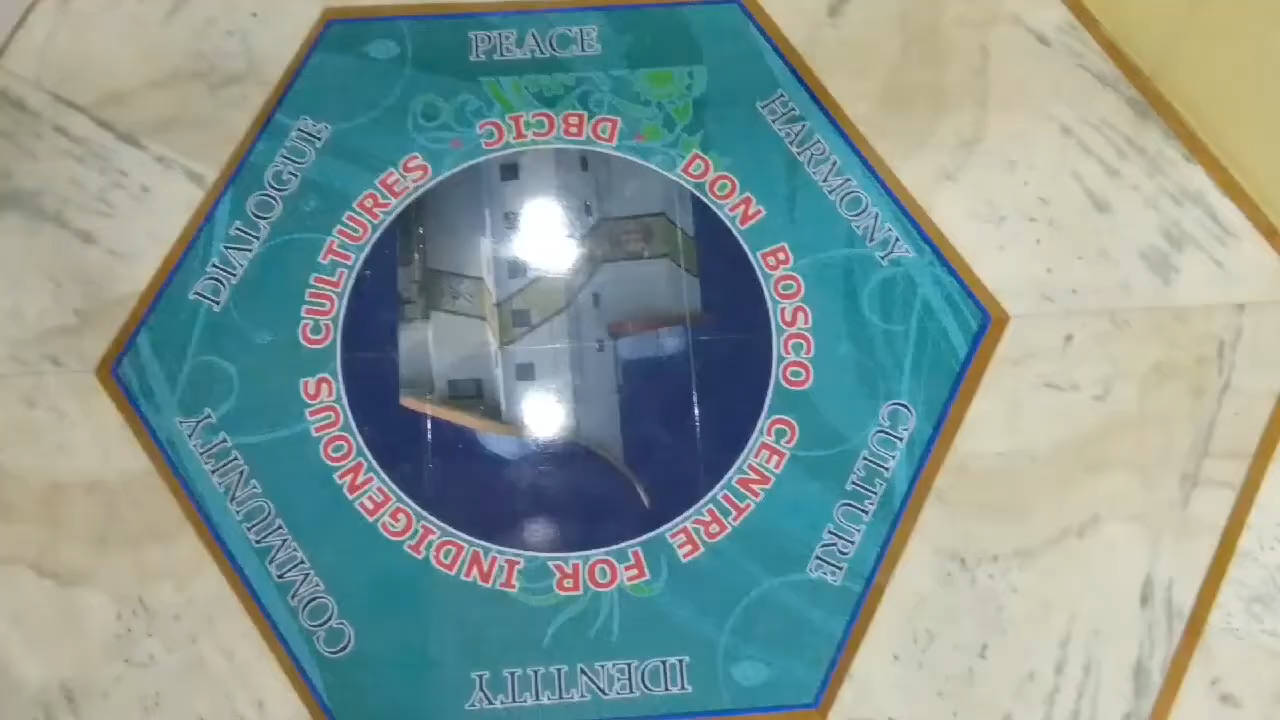 PEACE
HARMONY
CULTURE
IDENTITY
COMMUNITY
DIALOGUE
DON BOSCO CENTRE FOR INDIGENOUS CULTURES
DBCIC